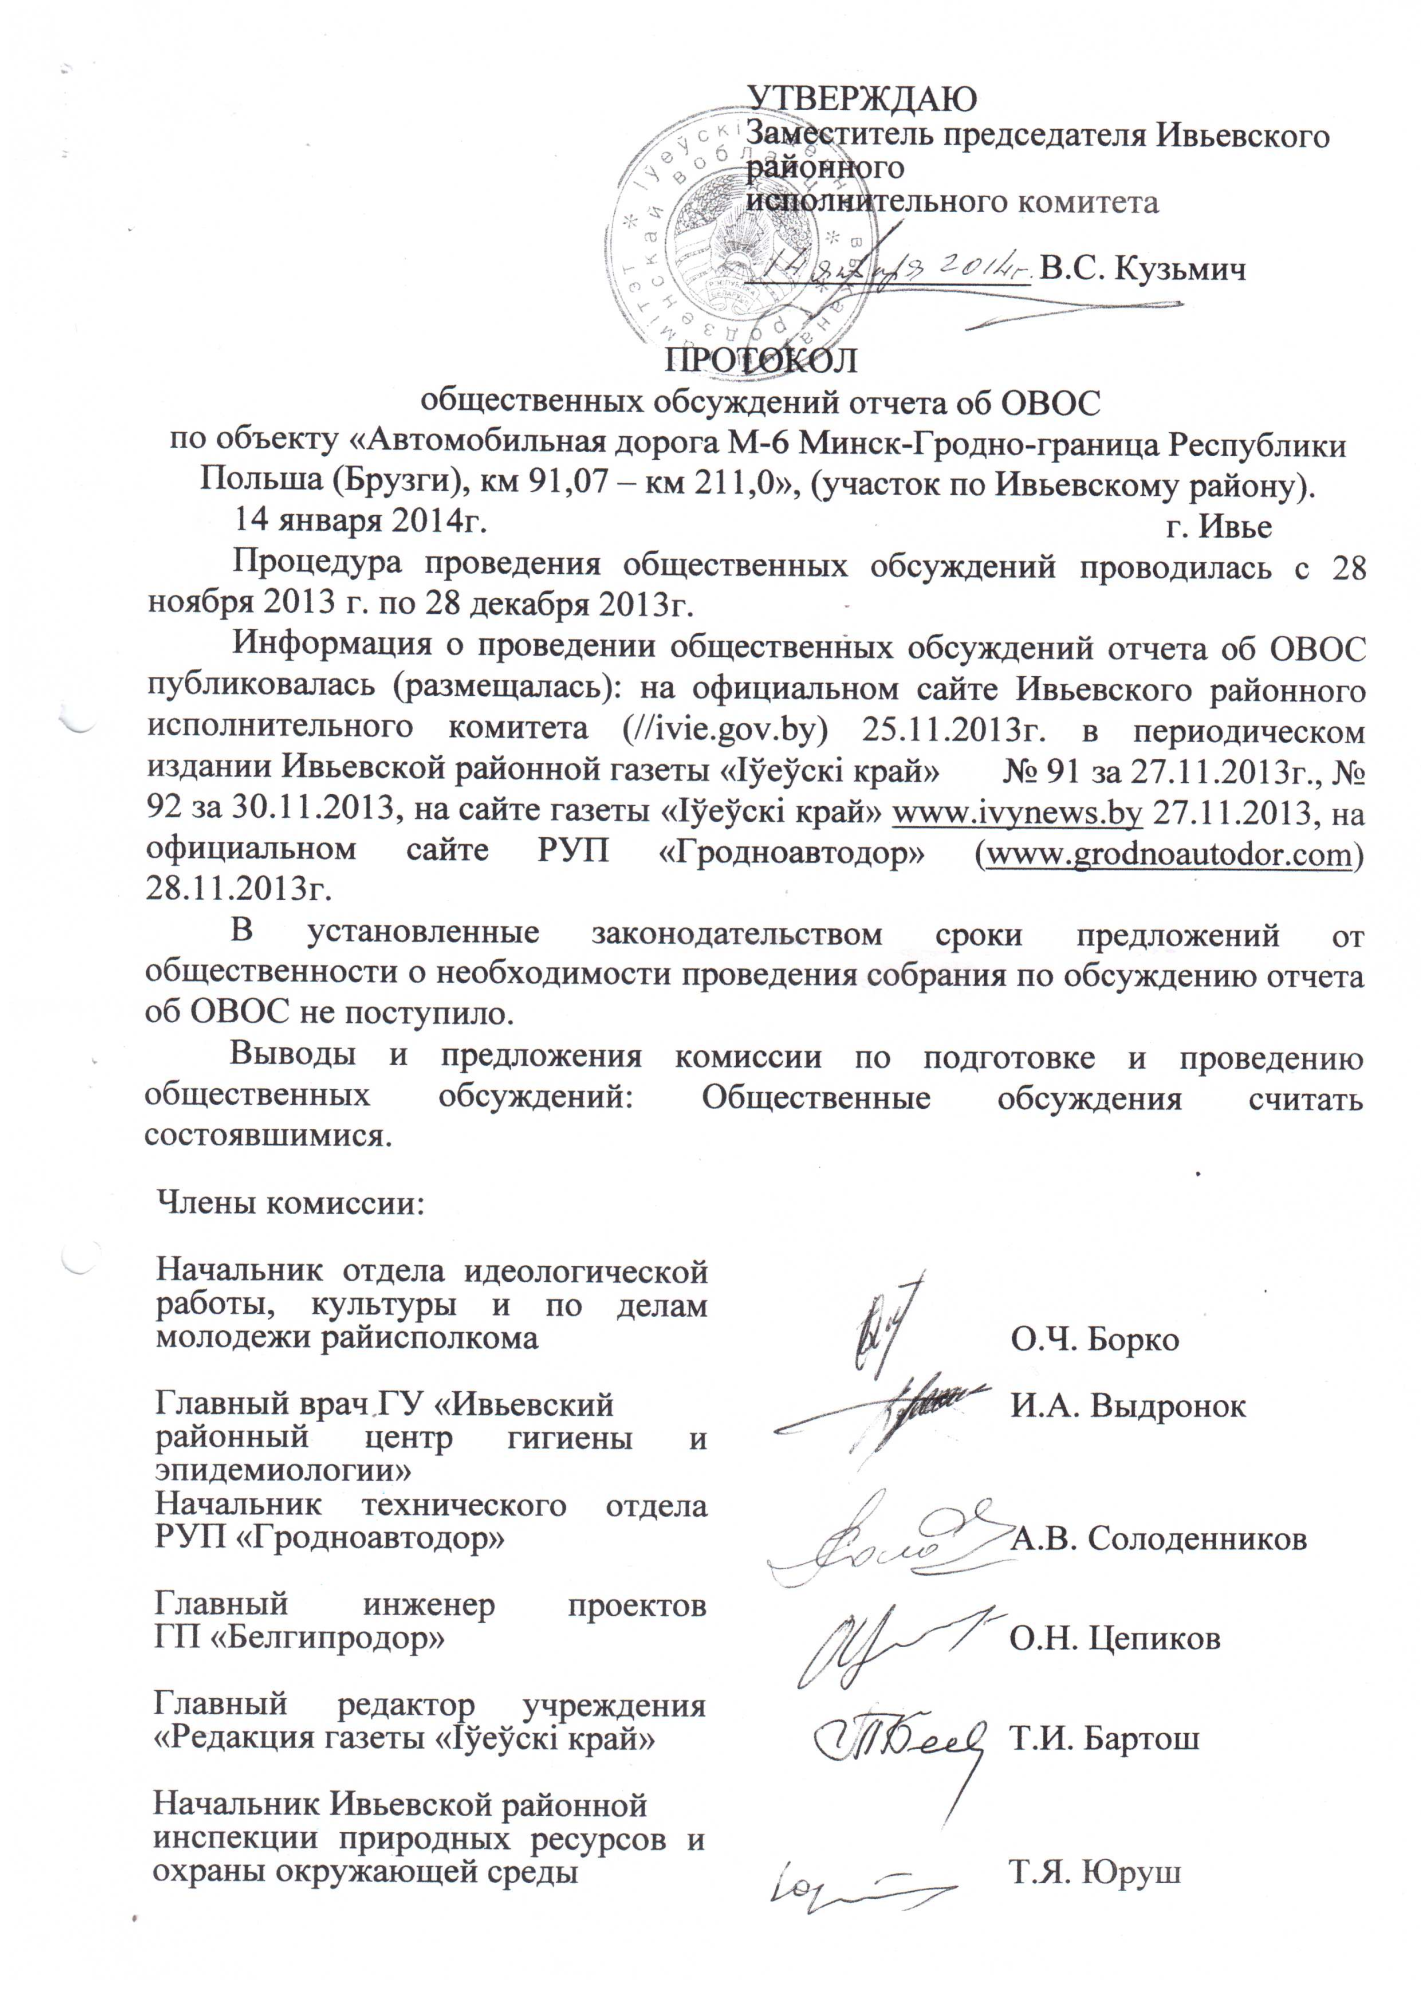 УТВЕРЖДАЮ
Заместитель председателя Ивьевского
районного
исполнительного комитета
14 января 2014г. В.С. Кузьмич
ПРОТОКОЛ
общественных обсуждений отчета об ОВОС
по объекту «Автомобильная дорога М-6 Минск-Гродно-граница Республики
Польша (Брузги), км 91,07 – км 211,0», (участок по Ивьевскому району).
14 января 2014г. г. Ивье
Процедура проведения общественных обсуждений проводилась с 28
ноября 2013 г. по 28 декабря 2013г.
Информация о проведении общественных обсуждений отчета об ОВОС
публиковалась (размещалась): на официальном сайте Ивьевского районного
исполнительного комитета (//ivie.gov.by) 25.11.2013г. в периодическом
издании Ивьевской районной газеты «Іўеўскі край» № 91 за 27.11.2013г., №
92 за 30.11.2013, на сайте газеты «Іўеўскі край» www.ivynews.by 27.11.2013, на
официальном сайте РУП «Гродноавтодор» (www.grodnoautodor.com)
28.11.2013г.
В установленные законодательством сроки предложений от
общественности о необходимости проведения собрания по обсуждению отчета
об ОВОС не поступило.
Выводы и предложения комиссии по подготовке и проведению
общественных обсуждений: Общественные обсуждения считать
состоявшимися.
Члены комиссии:
Начальник отдела идеологической
работы, культуры и по делам
молодежи райисполкома О.Ч. Борко
Главный врач ГУ «Ивьевский И.А. Выдронок
районный центр гигиены и
эпидемиологии»
Начальник технического отдела
РУП «Гродноавтодор» А.В. Солоденников
Главный инженер проектов
ГП «Белгипродор» О.Н. Цепиков
Главный редактор учреждения
«Редакция газеты «Іўеўскі край» Т.И. Бартош
Начальник Ивьевской районной
инспекции природных ресурсов и
охраны окружающей среды Т.Я. Юруш